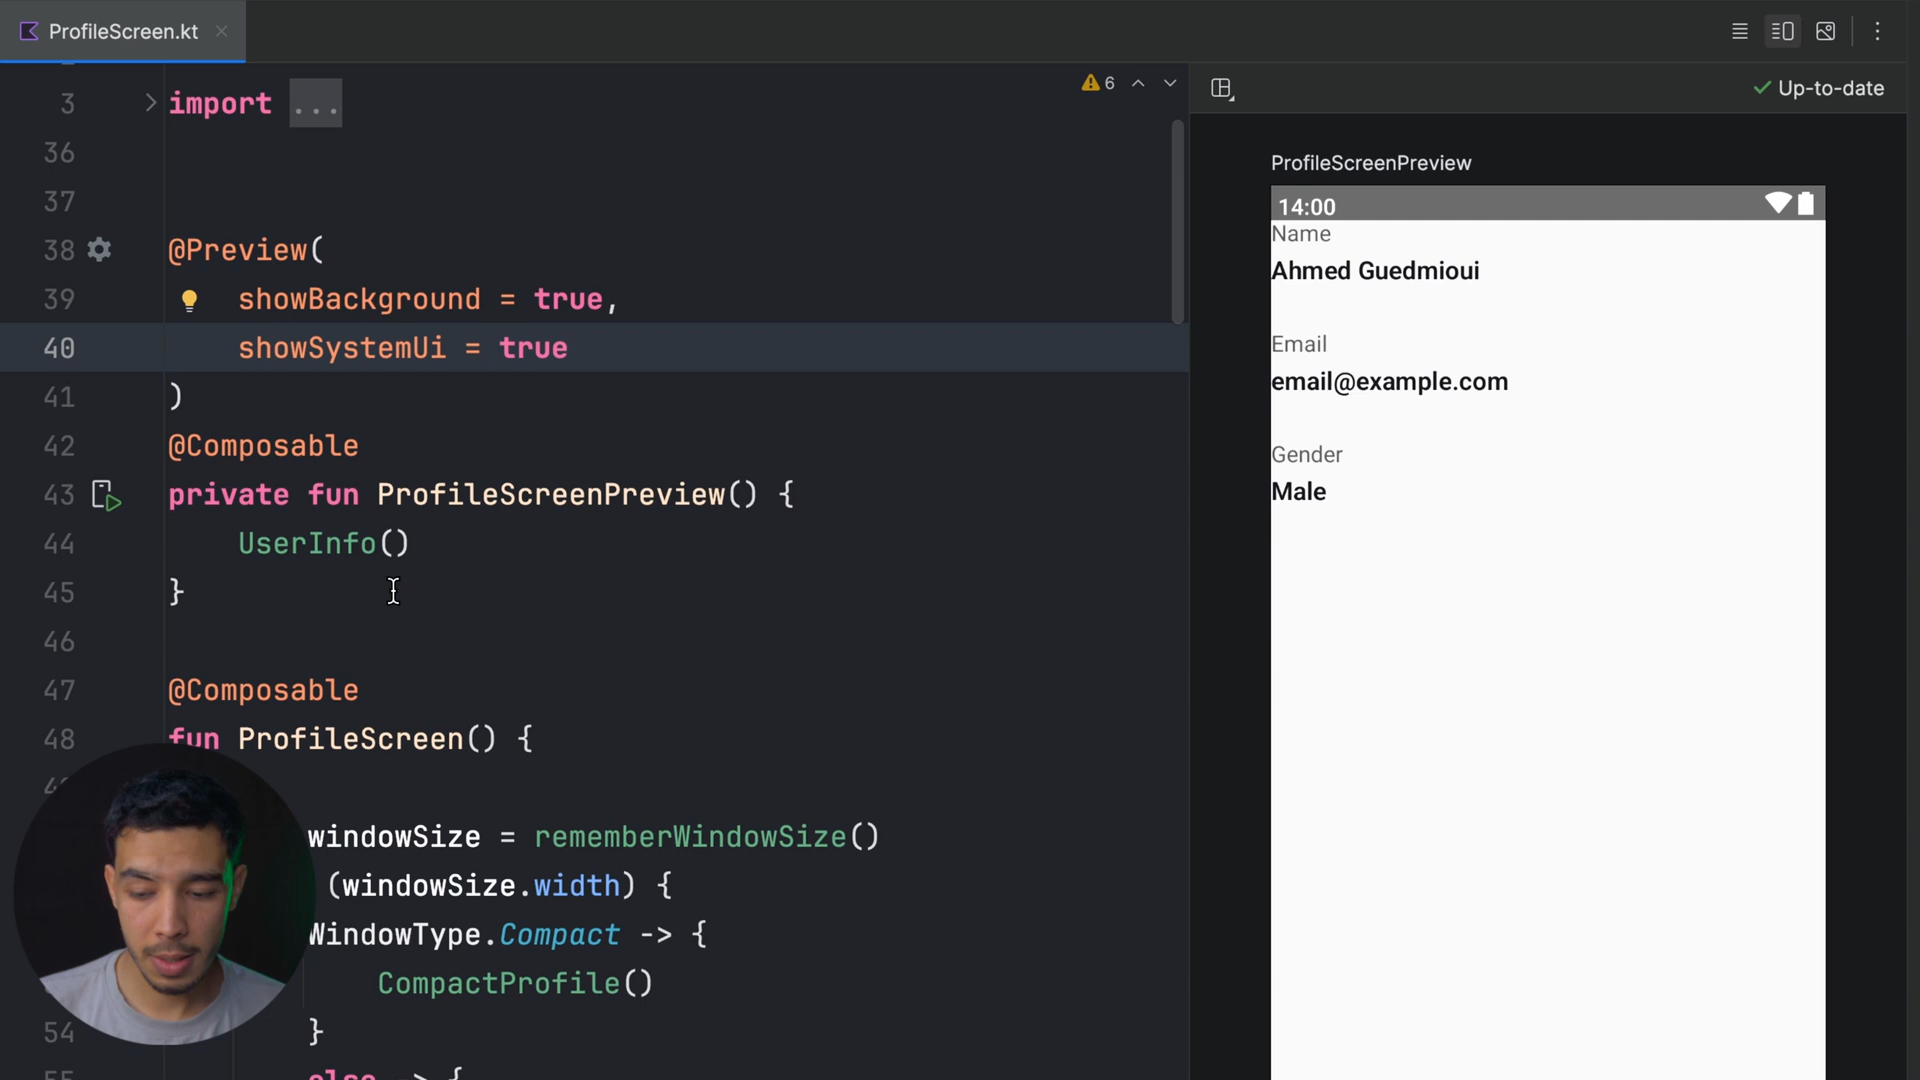 ProfileScreen.kt
6
Up-to-date
3 import ...
36
37
38 @Preview(
39 showBackground = true,
40 showSystemUi = true
41 )
42 @Composable
43 private fun ProfileScreenPreview() {
44 UserInfo()
45 }
46
47 @Composable
48 fun ProfileScreen() {
windowSize = rememberWindowSize()
(windowSize.width) {
WindowType.Compact -> {
CompactProfile()
54 }
55 else -> {
ProfileScreenPreview
14:00
Name
Ahmed Guedmioui
Email
email@example.com
Gender
Male